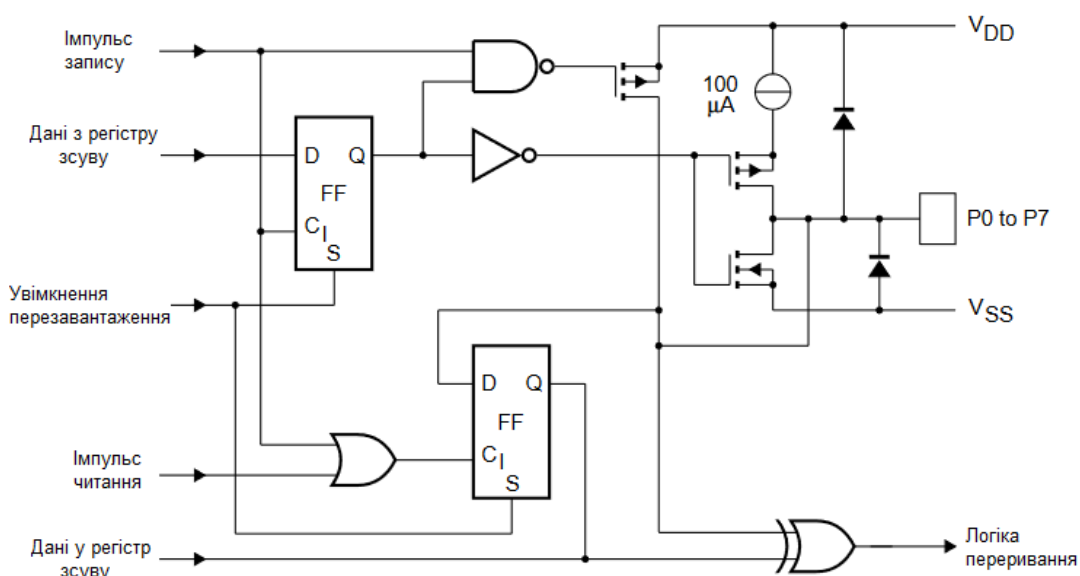 Імпульс
запису
Дані з регістру
зсуву
Увімкнення
перезавантаження
Імпульс
читання
Дані у регістр
зсуву
D Q
FF
C I
S
D Q
FF
C I
S
100
µA
V DD
P0 to P7
V SS
Логіка
переривання